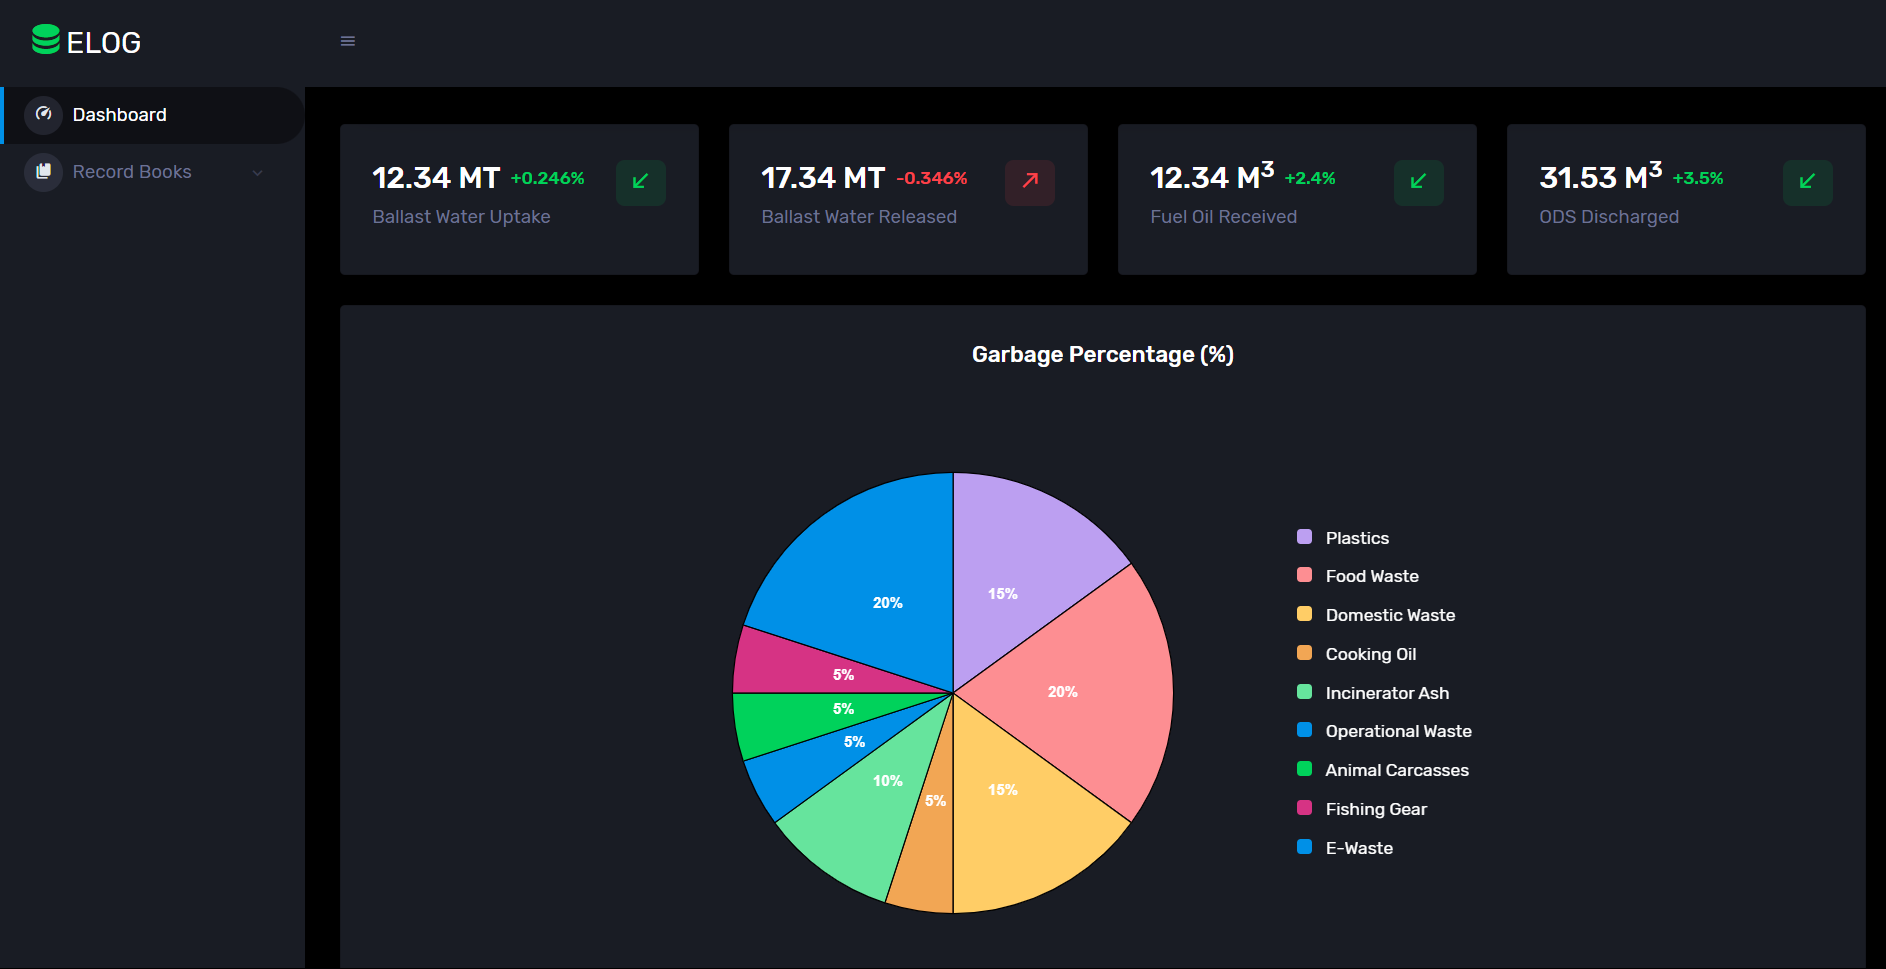 ELOG
Dashboard
Record Books
12.34 MT +0.246%
Ballast Water Uptake
17.34 MT -0.346%
Ballast Water Released
12.34 M³ +2.4%
Fuel Oil Received
31.53 M³ +3.5%
ODS Discharged
Garbage Percentage (%)
20%
15%
5%
20%
5%
5%
10%
5%
15%
Plastics
Food Waste
Domestic Waste
Cooking Oil
Incinerator Ash
Operational Waste
Animal Carcasses
Fishing Gear
E-Waste